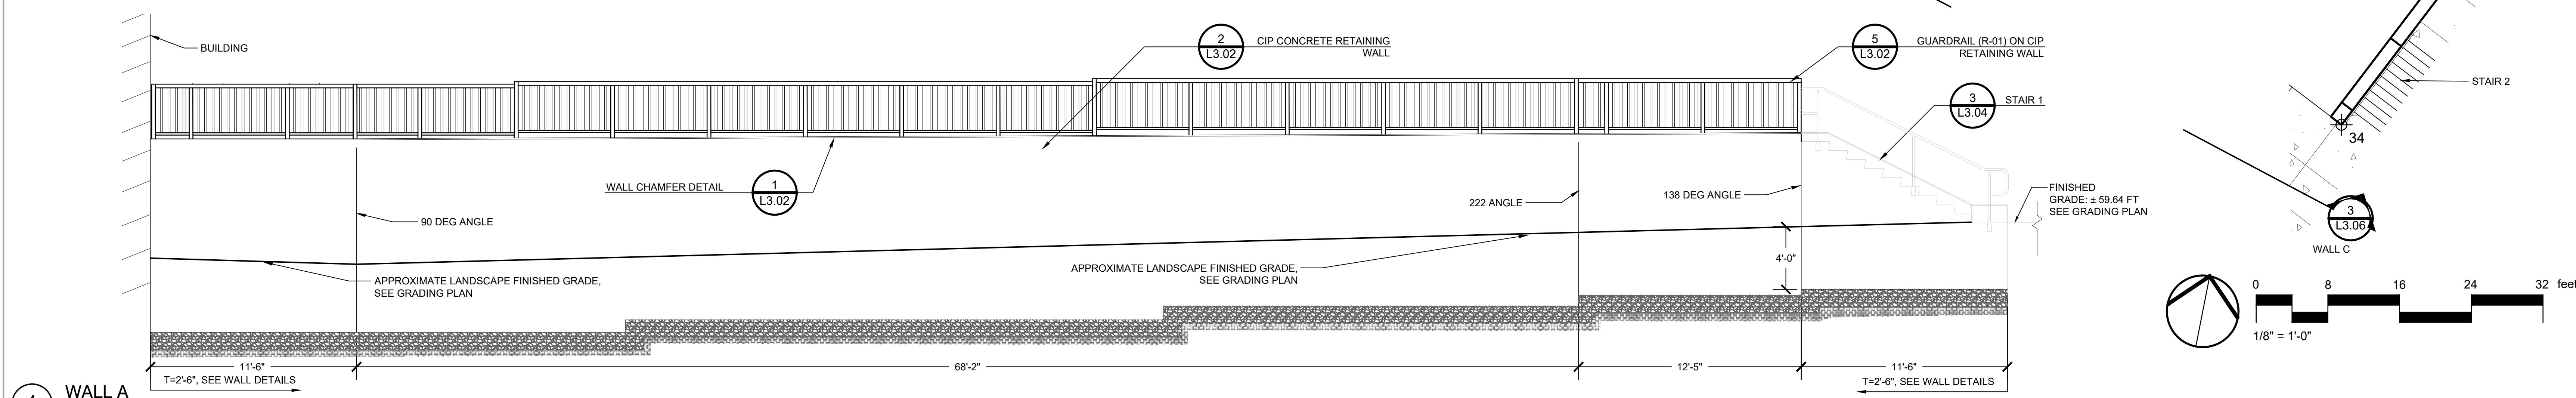 BUILDING
2
L3.02
CIP CONCRETE RETAINING
WALL
5
L3.02
GUARDRAIL (R-01) ON CIP
RETAINING WALL
3
L3.04
STAIR 1
STAIR 2
34
WALL CHAMFER DETAIL
1
L3.02
90 DEG ANGLE
222 ANGLE
138 DEG ANGLE
FINISHED
GRADE: ± 59.64 FT
SEE GRADING PLAN
3
L3.06
WALL C
APPROXIMATE LANDSCAPE FINISHED GRADE,
SEE GRADING PLAN
APPROXIMATE LANDSCAPE FINISHED GRADE,
SEE GRADING PLAN
4'-0"
0 8 16 24 32 feet
1/8" = 1'-0"
11'-6"
68'-2"
12'-5"
11'-6"
T=2'-6", SEE WALL DETAILS
T=2'-6", SEE WALL DETAILS
WALL A